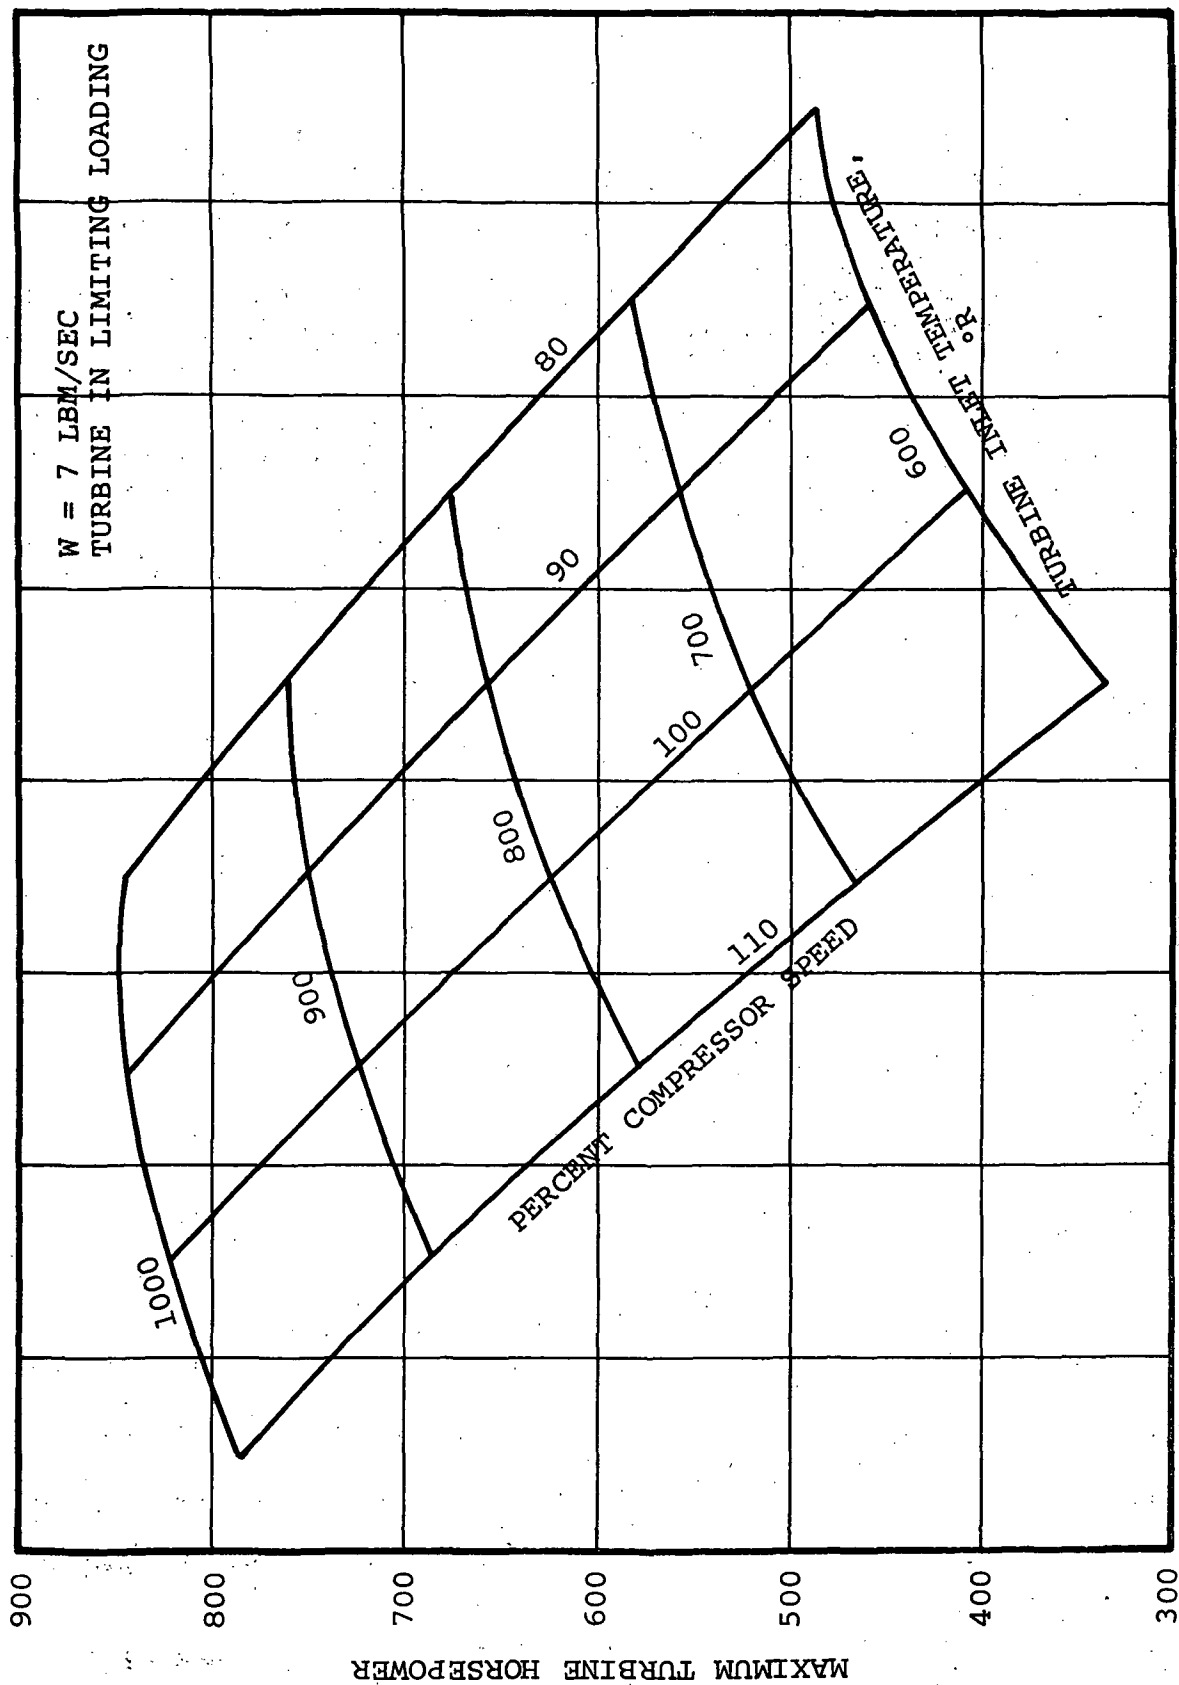 W = 7 LBM/SEC
TURBINE IN LIMITING LOADING
900
800
700
600
500
400
300
MAXIMUM TURBINE HORSEPOWER
1000
900
800
700
600
TURBINE INLET TEMPERATURE,
°R
80
90
100
110
PERCENT COMPRESSOR SPEED